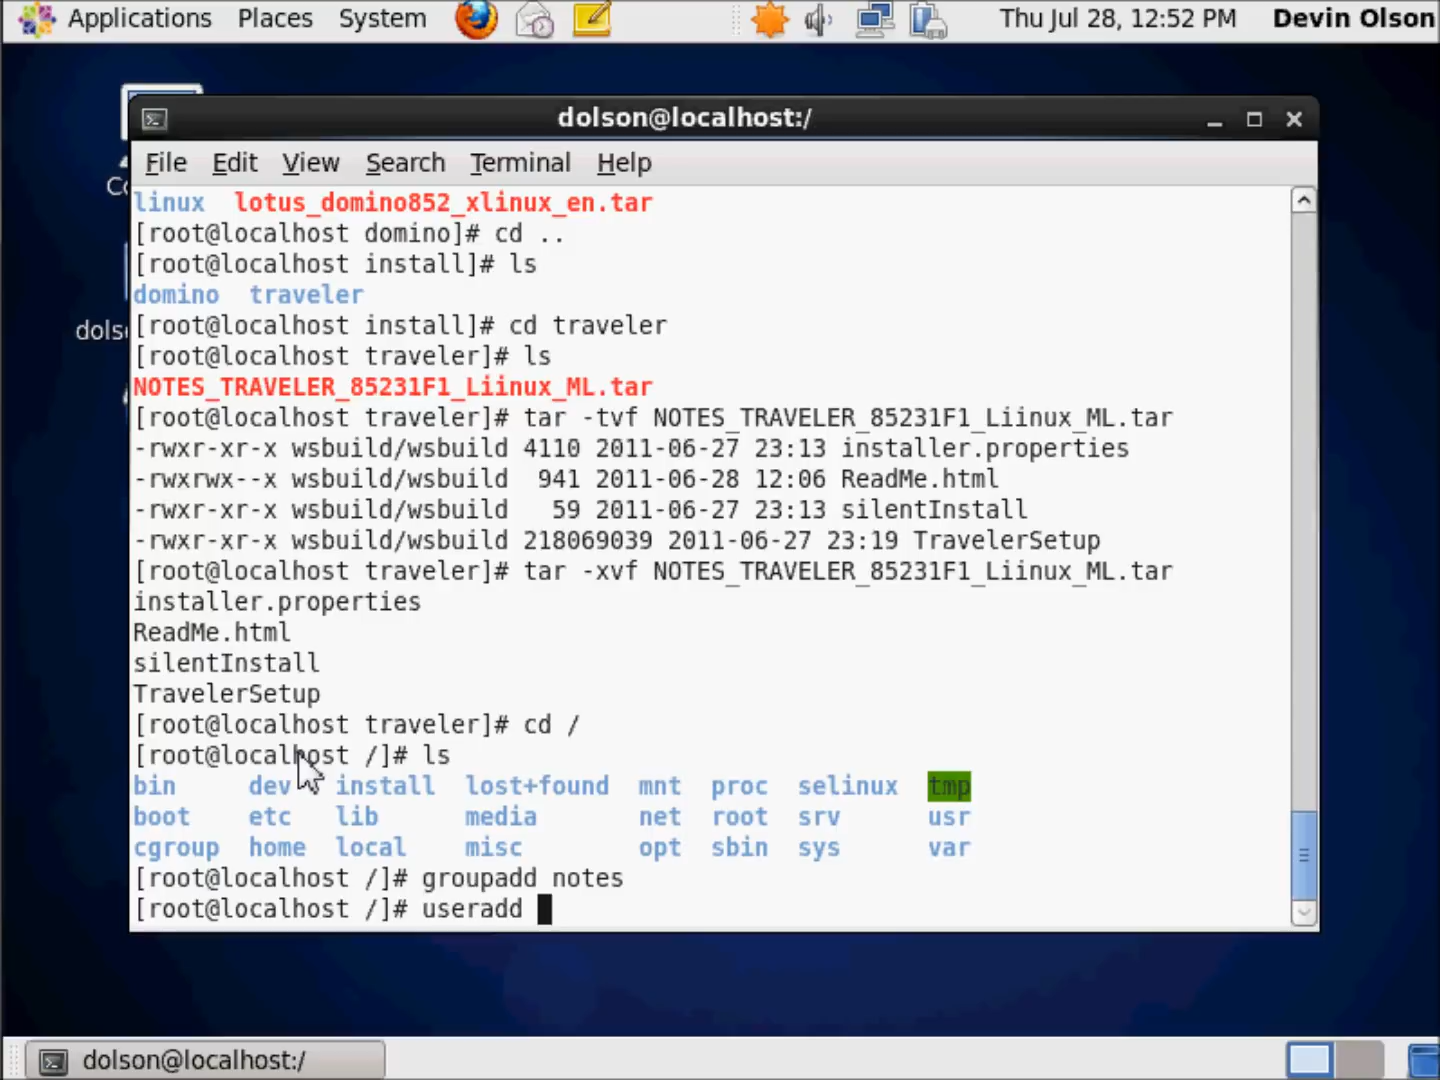 Applications Places System Thu Jul 28, 12:52 PM Devin Olson
dolson@localhost:/
File Edit View Search Terminal Help
linux lotus_domino852_xlinux_en.tar
[root@localhost domino]# cd ..
[root@localhost install]# ls
domino traveler
[root@localhost install]# cd traveler
[root@localhost traveler]# ls
NOTES_TRAVELER_85231F1_Liinux_ML.tar
[root@localhost traveler]# tar -tvf NOTES_TRAVELER_85231F1_Liinux_ML.tar
-rwxr-xr-x wsbuild/wsbuild 4110 2011-06-27 23:13 installer.properties
-rwxrwx--x wsbuild/wsbuild 941 2011-06-28 12:06 ReadMe.html
-rwxr-xr-x wsbuild/wsbuild 59 2011-06-27 23:13 silentInstall
-rwxr-xr-x wsbuild/wsbuild 218069039 2011-06-27 23:19 TravelerSetup
[root@localhost traveler]# tar -xvf NOTES_TRAVELER_85231F1_Liinux_ML.tar
installer.properties
ReadMe.html
silentInstall
TravelerSetup
[root@localhost traveler]# cd /
[root@localhost /]# ls
bin dev install lost+found mnt proc selinux tmp
boot etc lib media net root srv usr
cgroup home local misc opt sbin sys var
[root@localhost /]# groupadd notes
[root@localhost /]# useradd
dolson@localhost:/